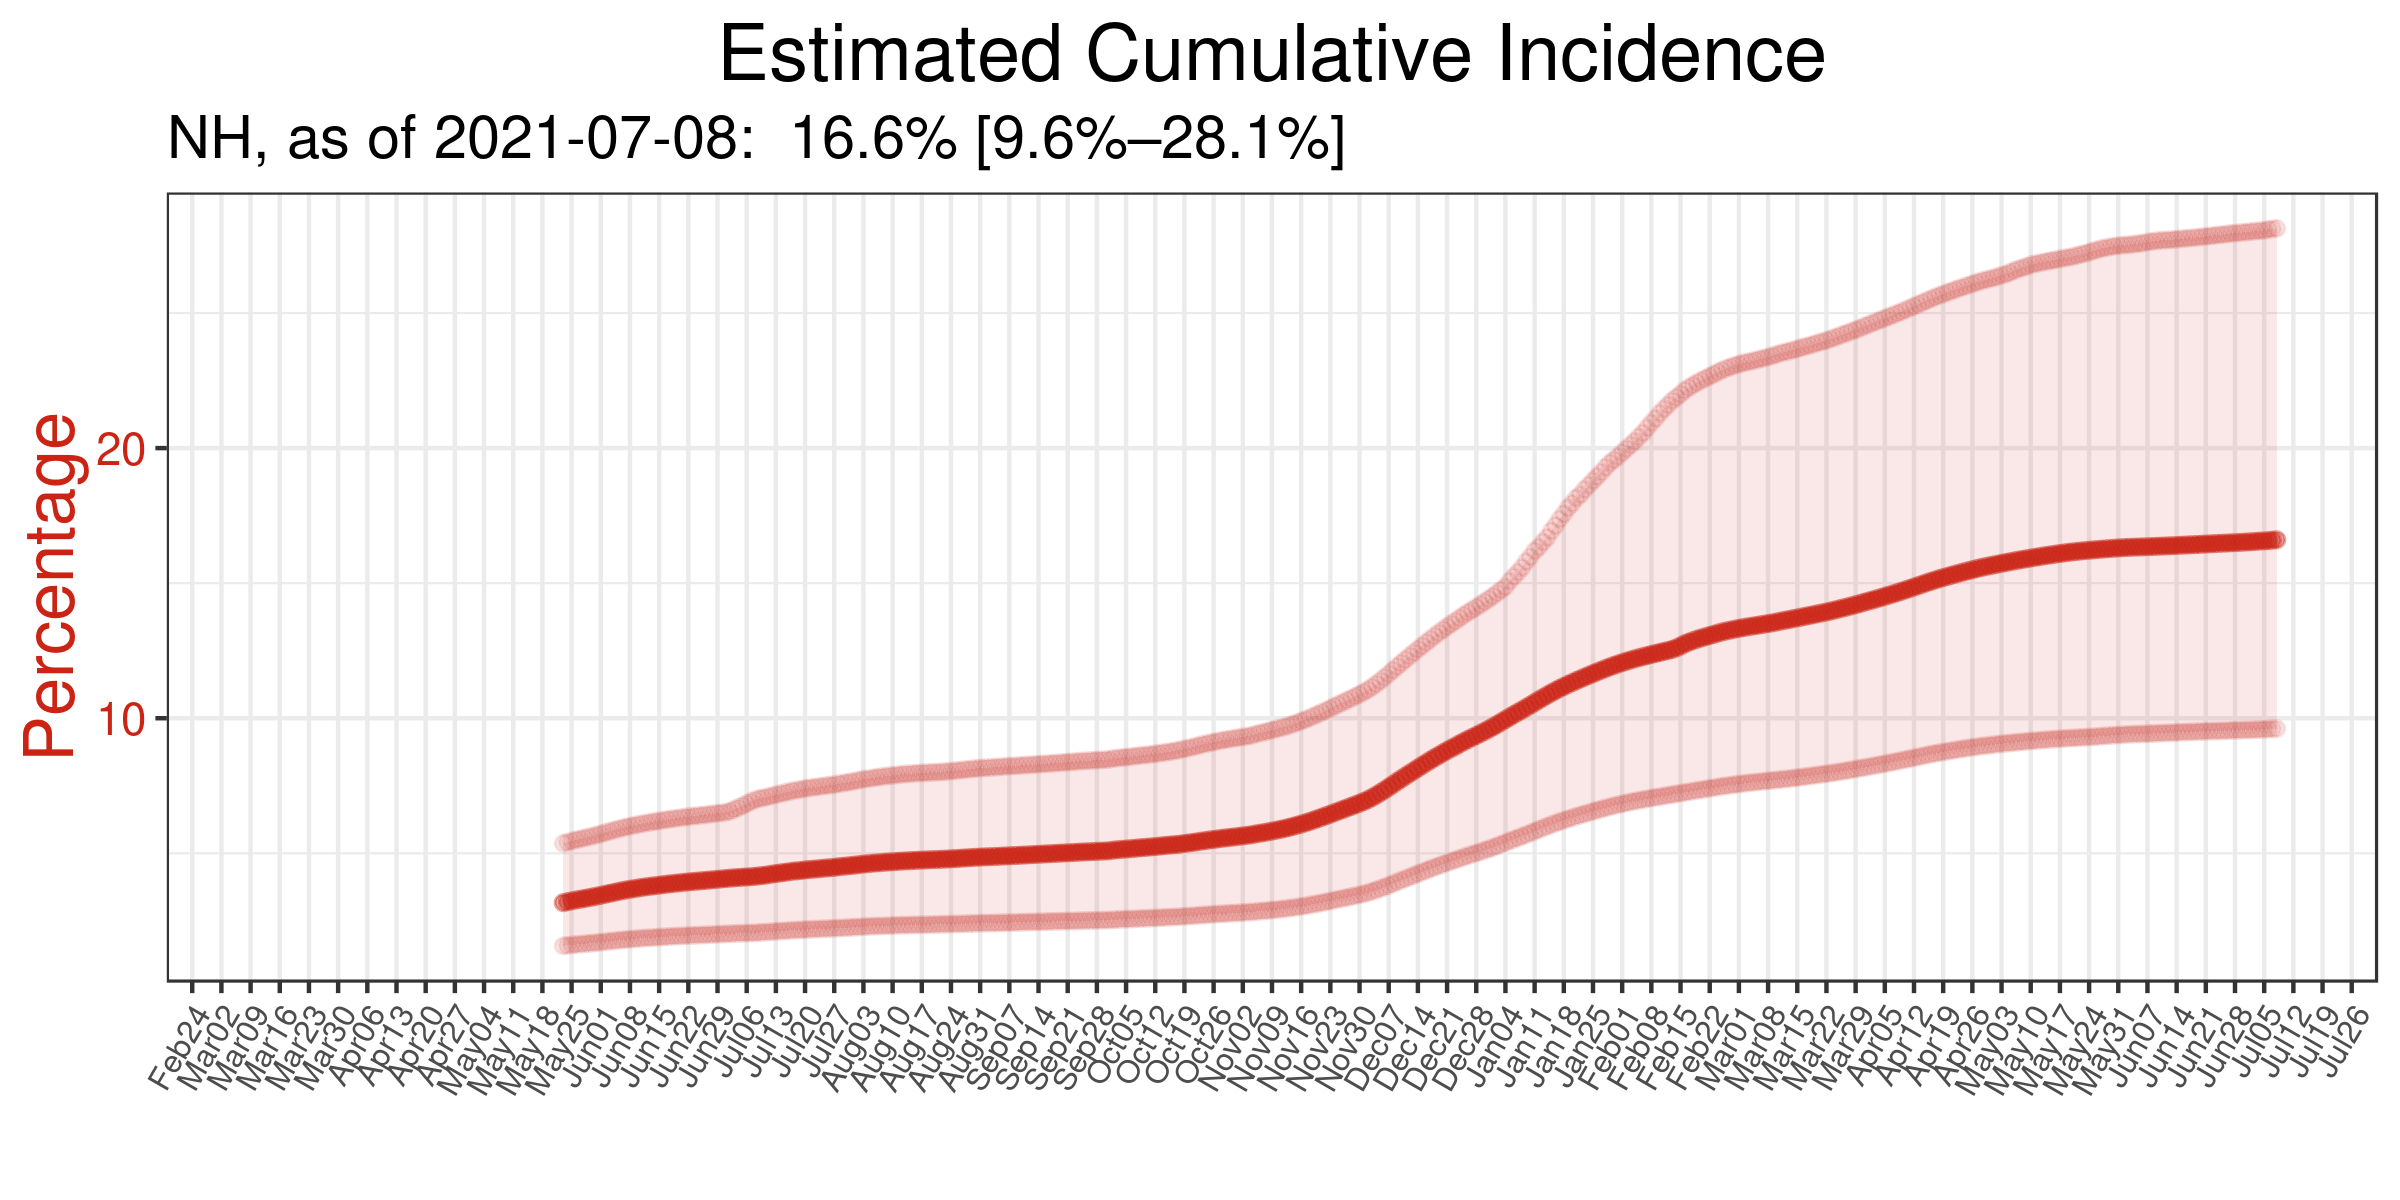 Estimated Cumulative Incidence
NH, as of 2021-07-08:  16.6% [9.6%–28.1%]
Percentage
20
10
Feb24
Mar02
Mar09
Mar16
Mar23
Mar30
Apr06
Apr13
Apr20
Apr27
May04
May11
May18
May25
Jun01
Jun08
Jun15
Jun22
Jun29
Jul06
Jul13
Jul20
Jul27
Aug03
Aug10
Aug17
Aug24
Aug31
Sep07
Sep14
Sep21
Sep28
Oct05
Oct12
Oct19
Oct26
Nov02
Nov09
Nov16
Nov23
Nov30
Dec07
Dec14
Dec21
Dec28
Jan04
Jan11
Jan18
Jan25
Feb01
Feb08
Feb15
Feb22
Mar01
Mar08
Mar15
Mar22
Mar29
Apr05
Apr12
Apr19
Apr26
May03
May10
May17
May24
May31
Jun07
Jun14
Jun21
Jun28
Jul05
Jul12
Jul19
Jul26